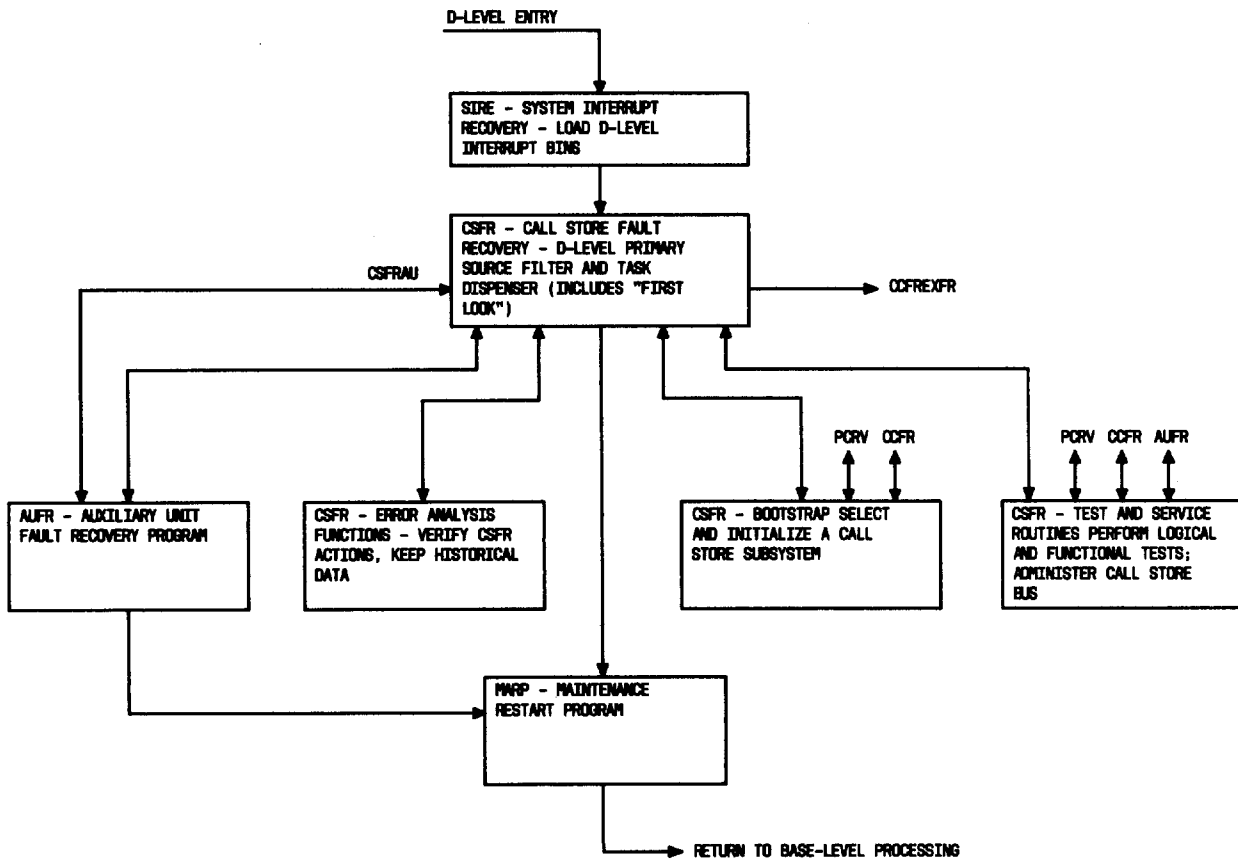 D-LEVEL ENTRY
SIRE - SYSTEM INTERRUPT
RECOVERY - LOAD D-LEVEL
INTERRUPT BINS
CSFR - CALL STORE FAULT
RECOVERY - D-LEVEL PRIMARY
SOURCE FILTER AND TASK
DISPENSER (INCLUDES "FIRST
LOOK")
CSFRAU
CCFREXFR
PCRV CCFR
PCRV CCFR AUFR
AUFR - AUXILIARY UNIT
FAULT RECOVERY PROGRAM
CSFR - ERROR ANALYSIS
FUNCTIONS - VERIFY CSFR
ACTIONS, KEEP HISTORICAL
DATA
CSFR - BOOTSTRAP SELECT
AND INITIALIZE A CALL
STORE SUBSYSTEM
CSFR - TEST AND SERVICE
ROUTINES PERFORM LOGICAL
AND FUNCTIONAL TESTS;
ADMINISTER CALL STORE
BUS
MARP - MAINTENANCE
RESTART PROGRAM
RETURN TO BASE-LEVEL PROCESSING